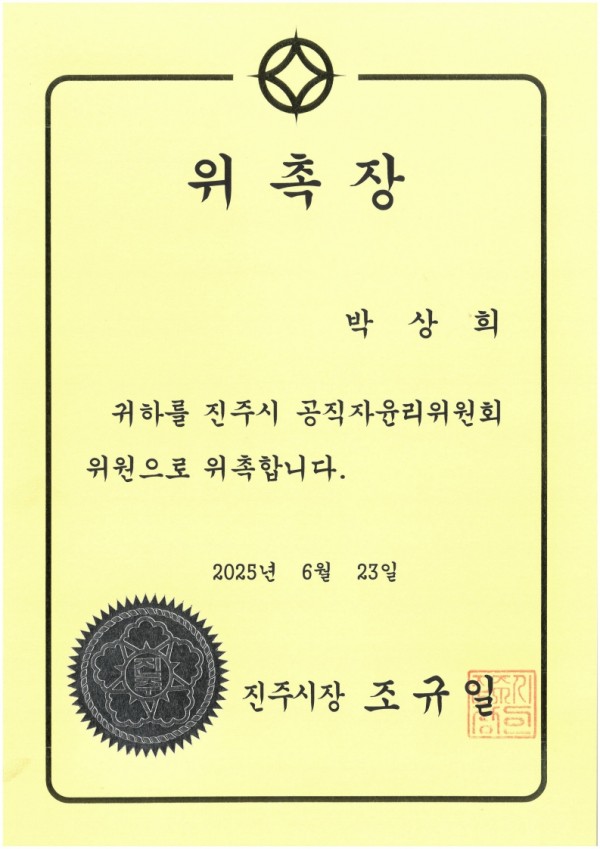 위촉장
박 상 희
귀하를 진주시 공직자윤리위원회
위원으로 위촉합니다.
2025년 6월 23일
진주시장 조규일